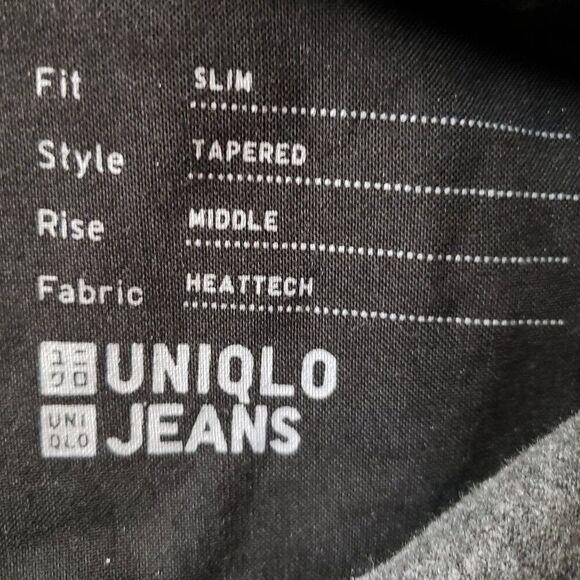 Fit SLIM
Style TAPERED
Rise MIDDLE
Fabric HEATTECH
ユニ
クロ
UNIQLO
UNI
QLO
JEANS